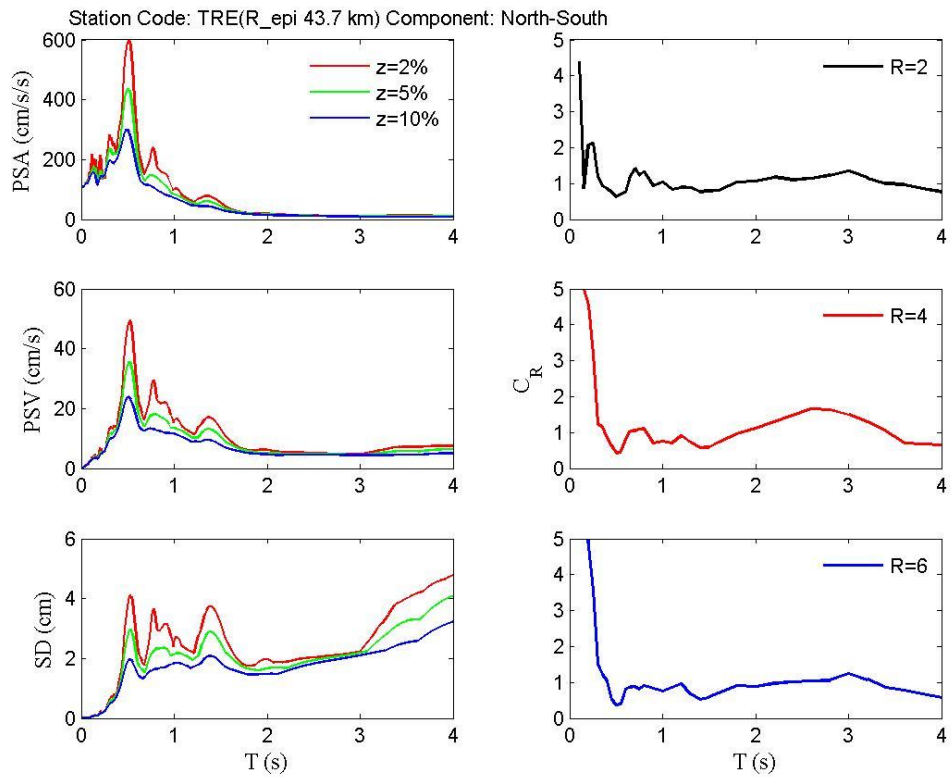 Station Code: TRE(R_epi 43.7 km) Component: North-South
PSA (cm/s/s)
600
400
200
0
0 1 2 3 4
z=2%
z=5%
z=10%
5
4
3
2
1
0
0 1 2 3 4
R=2
PSV (cm/s)
60
40
20
0
0 1 2 3 4
C_R
5
4
3
2
1
0
0 1 2 3 4
R=4
SD (cm)
6
4
2
0
0 1 2 3 4
T (s)
5
4
3
2
1
0
0 1 2 3 4
R=6
T (s)